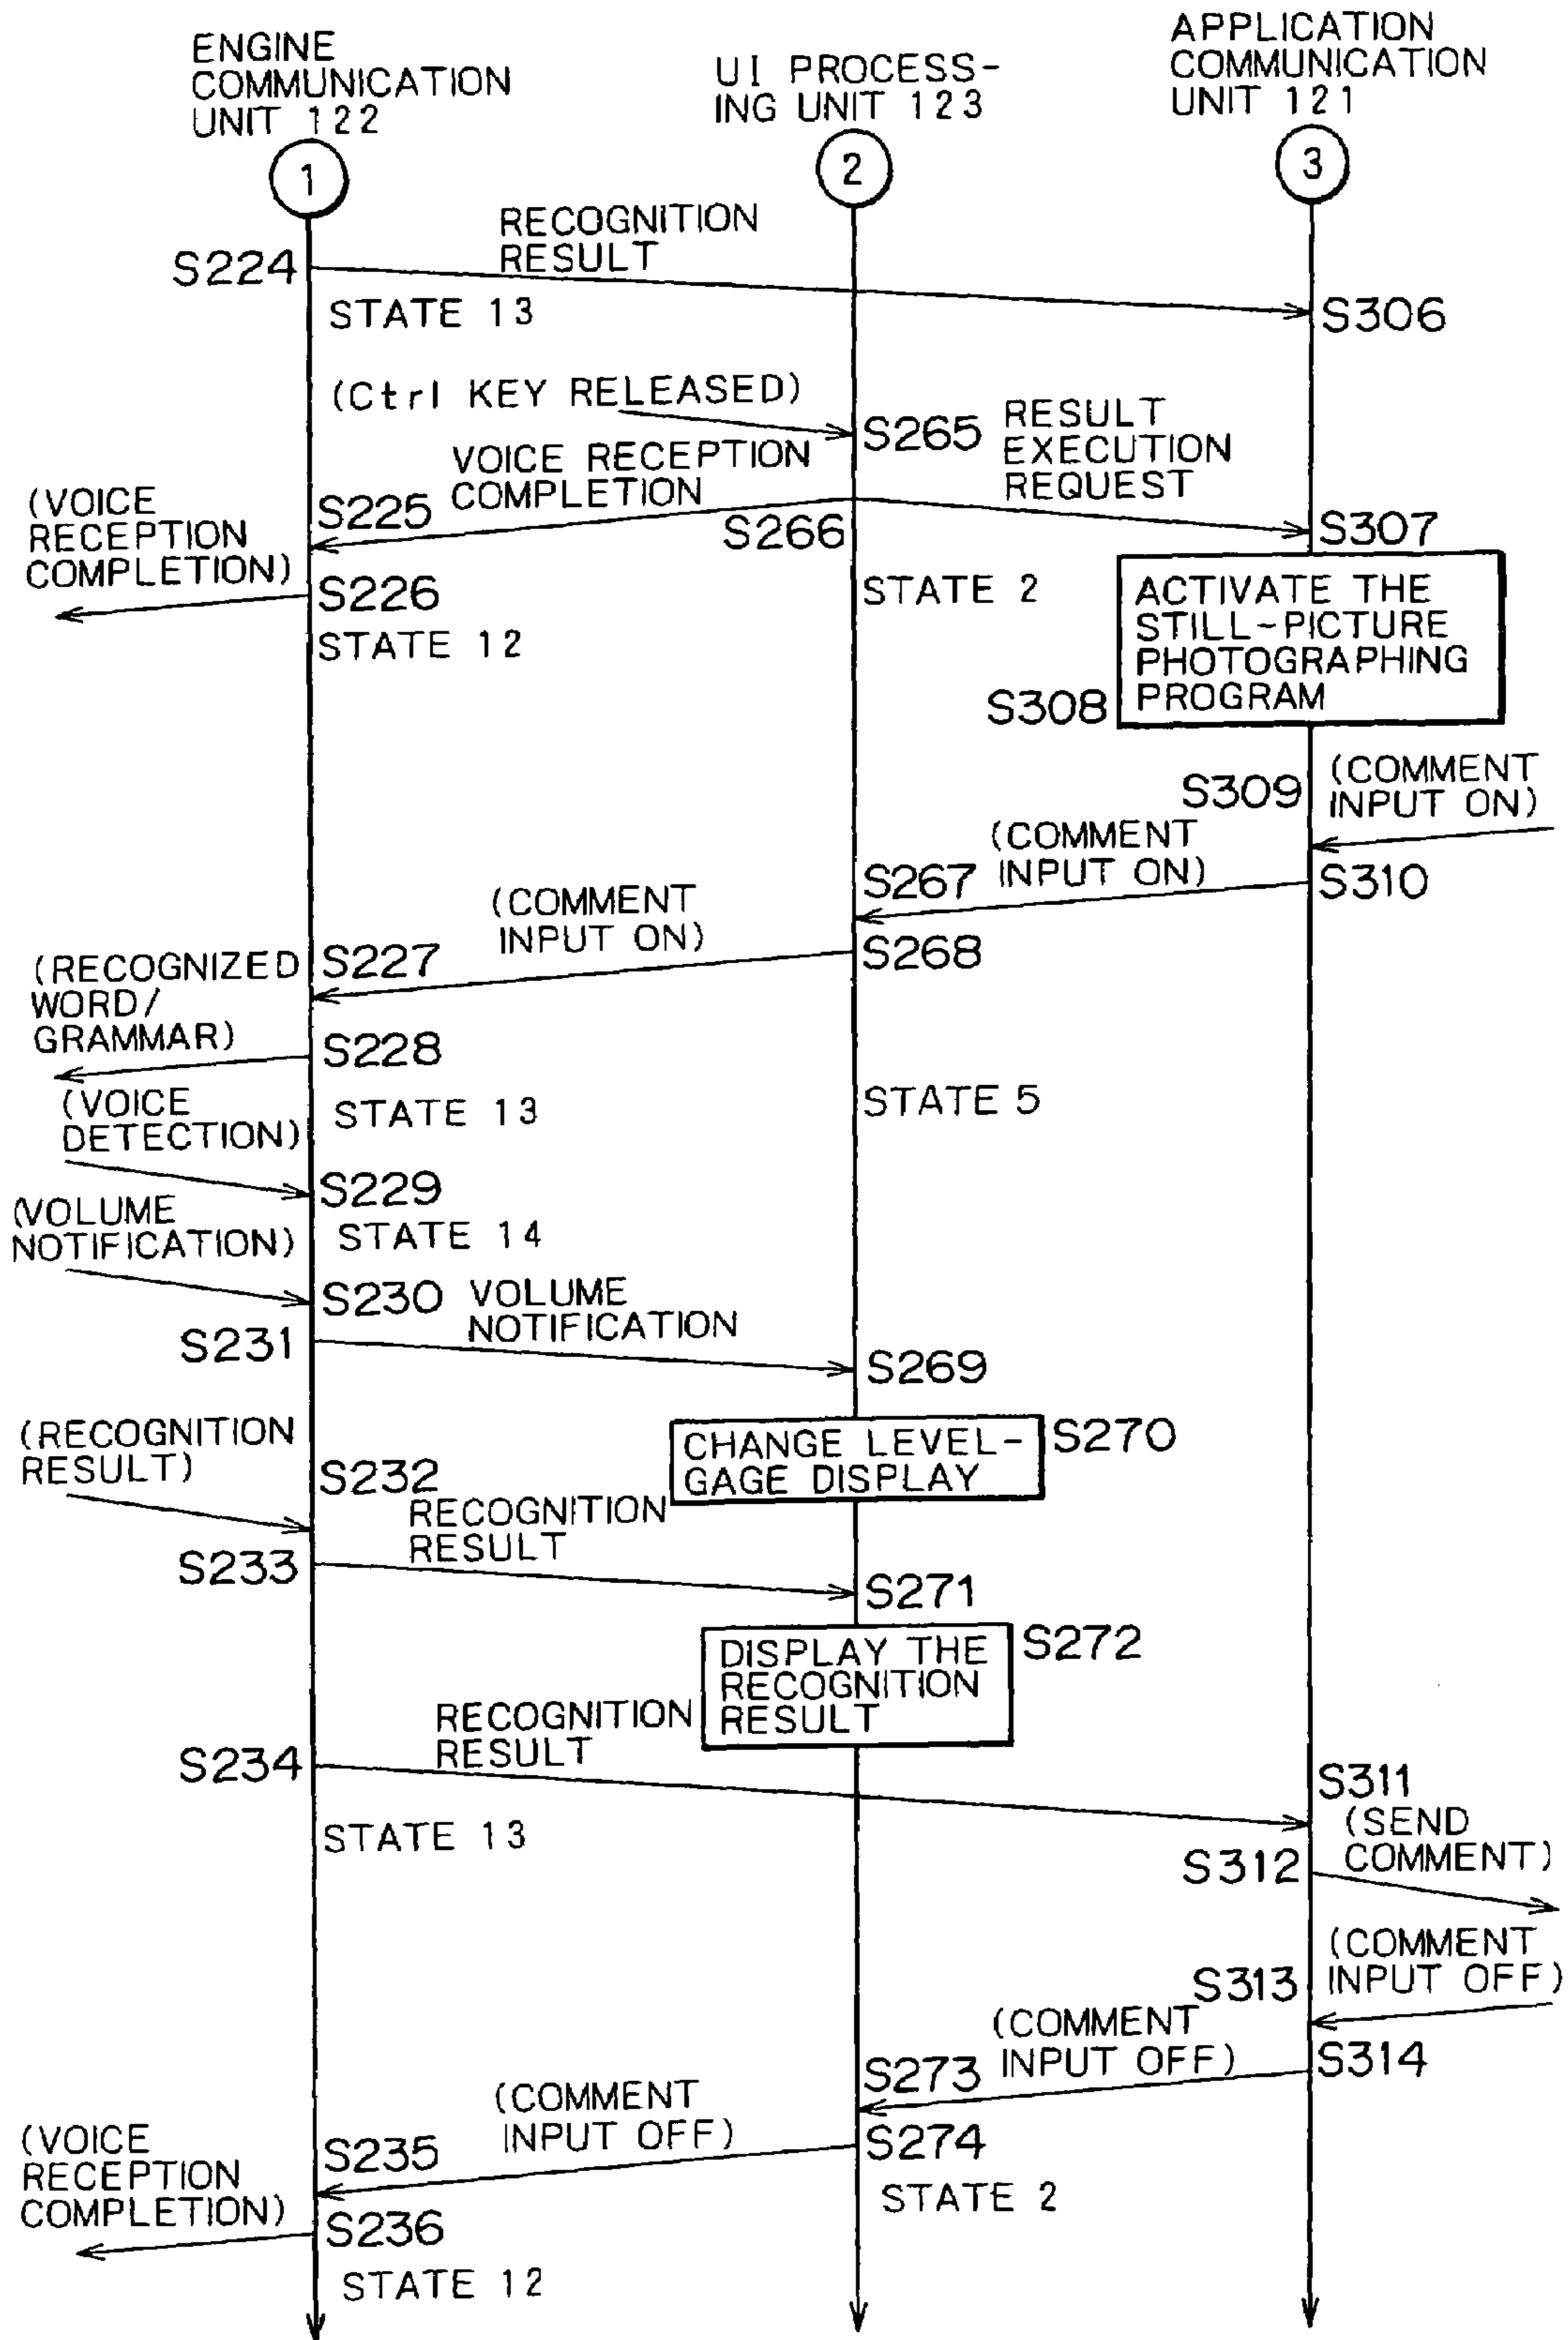 ENGINE
COMMUNICATION
UNIT 122
UI PROCESS-
ING UNIT 123
APPLICATION
COMMUNICATION
UNIT 121
1
2
3
RECOGNITION
RESULT
S224
STATE 13
S306
(Ctrl KEY RELEASED)
S265
RESULT
EXECUTION
REQUEST
VOICE RECEPTION
COMPLETION
(VOICE
RECEPTION
COMPLETION)
S225
S266
S307
S226
STATE 12
STATE 2
ACTIVATE THE
STILL-PICTURE
PHOTOGRAPHING
PROGRAM
S308
S309
(COMMENT
INPUT ON)
(COMMENT
INPUT ON)
S267
S310
(COMMENT
INPUT ON)
S227
S268
(RECOGNIZED
WORD/
GRAMMAR)
S228
STATE 13
STATE 5
(VOICE
DETECTION)
S229
STATE 14
(VOLUME
NOTIFICATION)
S230
VOLUME
NOTIFICATION
S231
S269
CHANGE LEVEL-
GAGE DISPLAY
S270
(RECOGNITION
RESULT)
S232
RECOGNITION
RESULT
S233
S271
DISPLAY THE
RECOGNITION
RESULT
S272
RECOGNITION
RESULT
S234
S311
STATE 13
(SEND
COMMENT)
S312
(COMMENT
INPUT OFF)
S313
(COMMENT
INPUT OFF)
S273
S314
(COMMENT
INPUT OFF)
S235
S274
(VOICE
RECEPTION
COMPLETION)
STATE 2
S236
STATE 12